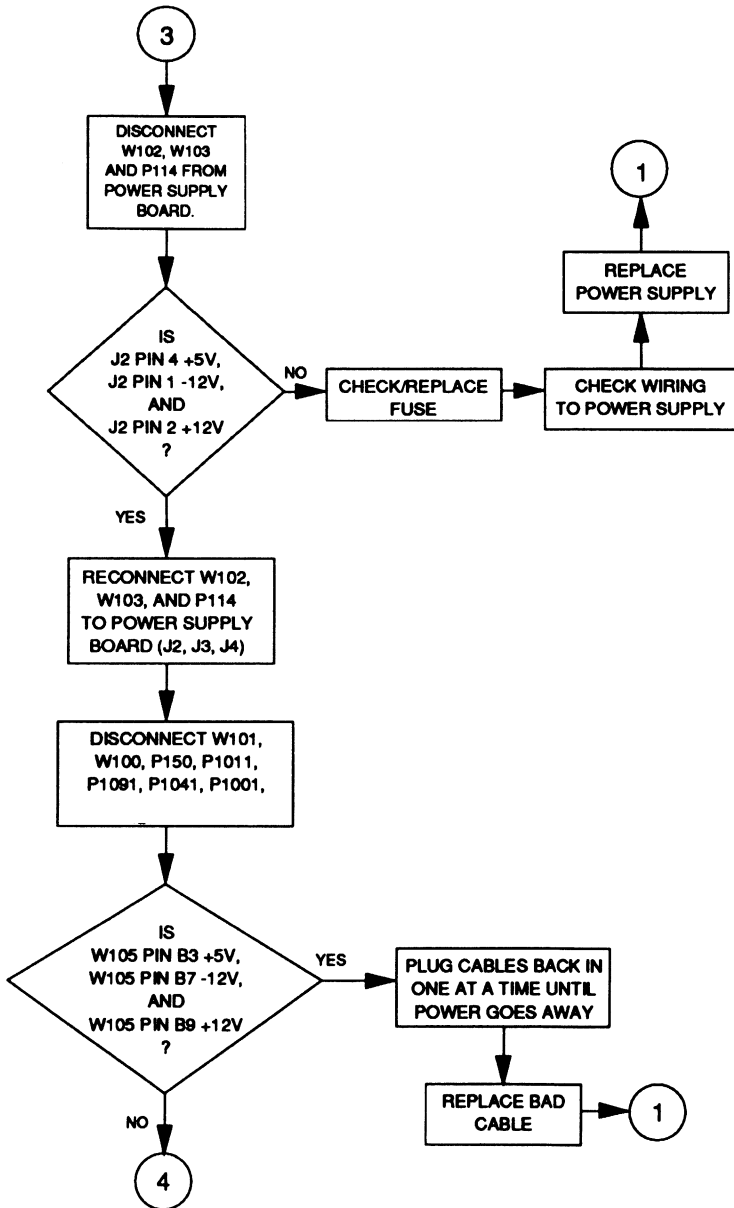 3
DISCONNECT
W102, W103
AND P114 FROM
POWER SUPPLY
BOARD.
1
REPLACE
POWER SUPPLY
IS
J2 PIN 4 +5V,
J2 PIN 1 -12V,
AND
J2 PIN 2 +12V
?
NO
CHECK/REPLACE
FUSE
CHECK WIRING
TO POWER SUPPLY
YES
RECONNECT W102,
W103, AND P114
TO POWER SUPPLY
BOARD (J2, J3, J4)
DISCONNECT W101,
W100, P150, P1011,
P1091, P1041, P1001,
IS
W105 PIN B3 +5V,
W105 PIN B7 -12V,
AND
W105 PIN B9 +12V
?
YES
PLUG CABLES BACK IN
ONE AT A TIME UNTIL
POWER GOES AWAY
REPLACE BAD
CABLE
1
NO
4